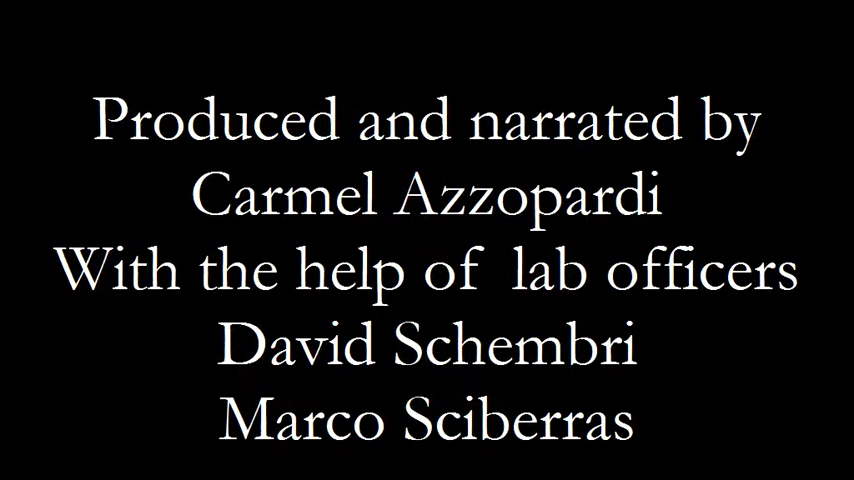 Produced and narrated by
Carmel Azzopardi
With the help of lab officers
David Schembri
Marco Sciberras